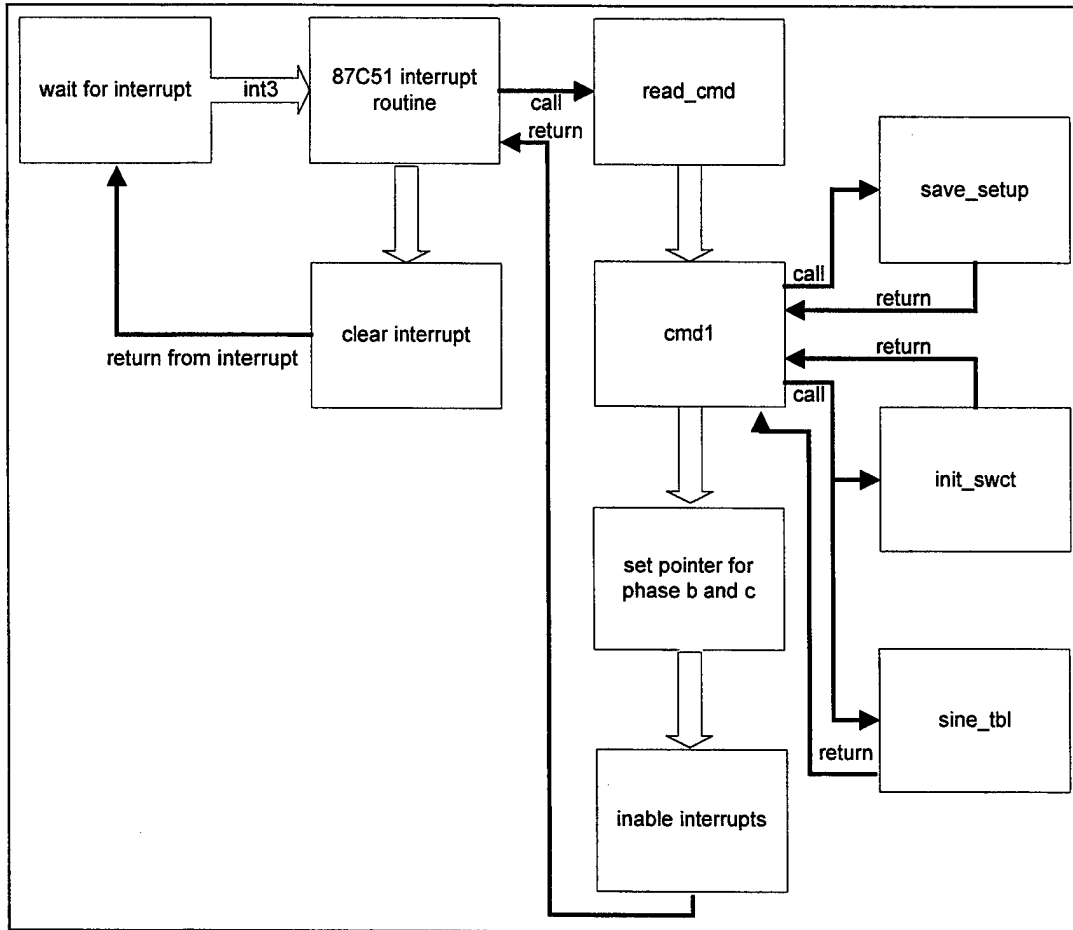 wait for interrupt
int3
87C51 interrupt
routine
call
return
read_cmd
save_setup
clear interrupt
return from interrupt
cmd1
call
return
return
call
init_swct
set pointer for
phase b and c
sine_tbl
return
inable interrupts